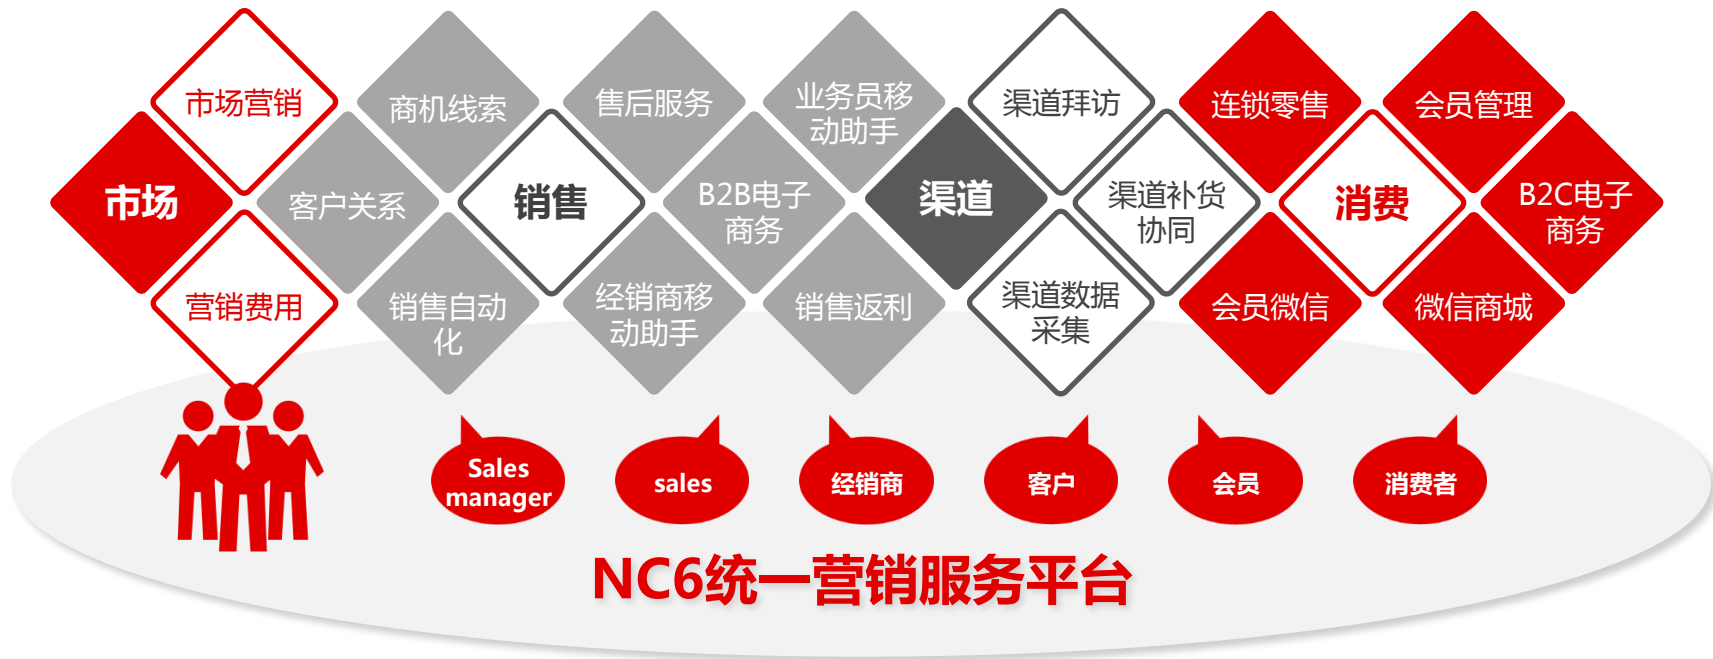 市场营销
商机线索
售后服务
业务员移
动助手
渠道拜访
连锁零售
会员管理
市场
客户关系
销售
B2B电子
商务
渠道
渠道补货
协同
消费
B2C电子
商务
营销费用
销售自动
化
经销商移
动助手
销售返利
渠道数据
采集
会员微信
微信商城
Sales
manager
sales
经销商
客户
会员
消费者
NC6统一营销服务平台